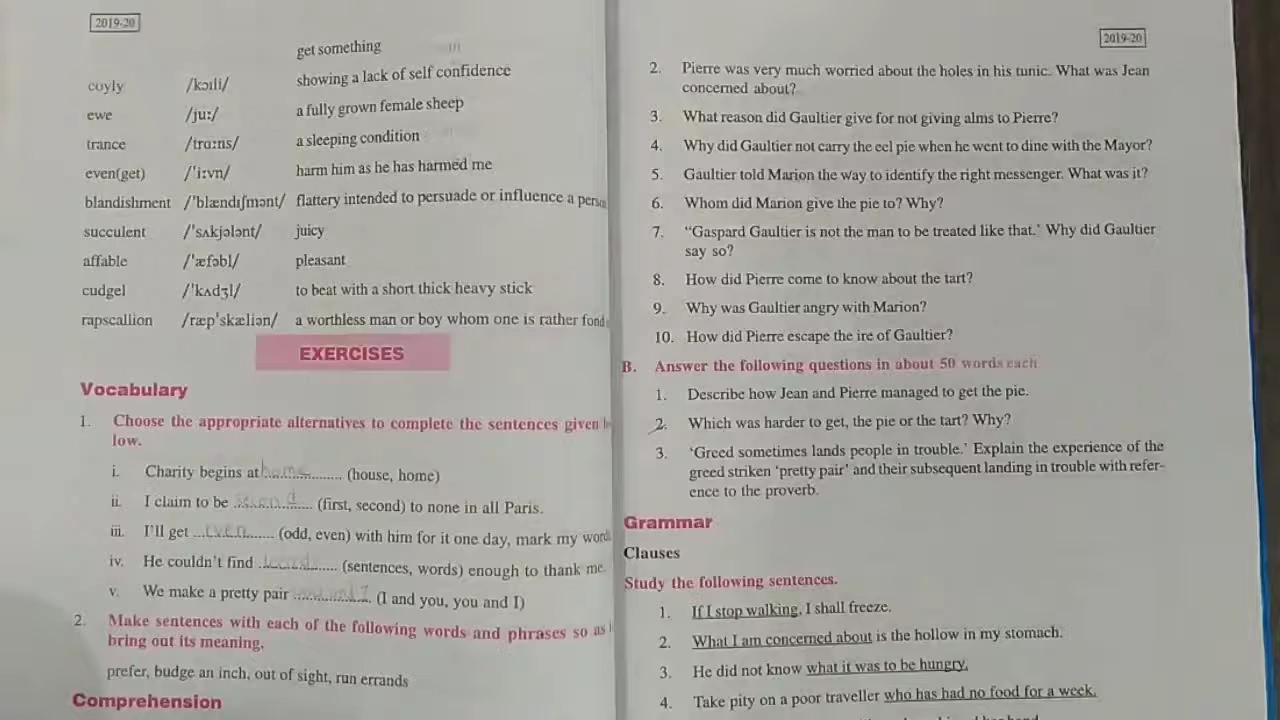 2019-20
get something
coyly /kɔɪli/ showing a lack of self confidence
ewe /juː/ a fully grown female sheep
trance /trɑːns/ a sleeping condition
even(get) /'iːvn/ harm him as he has harmed me
blandishment /'blændɪʃmənt/ flattery intended to persuade or influence a
succulent /'sʌkjələnt/ juicy
affable /'æfəbl/ pleasant
cudgel /'kʌdʒl/ to beat with a short thick heavy stick
rapscallion /ræp'skæliən/ a worthless man or boy whom one is rather fond
EXERCISES
Vocabulary
1. Choose the appropriate alternatives to complete the sentences given
low.
i. Charity begins at home (house, home)
ii. I claim to be second (first, second) to none in all Paris.
iii. I'll get ...even... (odd, even) with him for it one day, mark my word
iv. He couldn't find ............ (sentences, words) enough to thank me.
v. We make a pretty pair ............ (I and you, you and I)
2. Make sentences with each of the following words and phrases so as
bring out its meaning,
prefer, budge an inch, out of sight, run errands
Comprehension
2019-20
2. Pierre was very much worried about the holes in his tunic. What was Jean
concerned about?
3. What reason did Gaultier give for not giving alms to Pierre?
4. Why did Gaultier not carry the eel pie when he went to dine with the Mayor?
5. Gaultier told Marion the way to identify the right messenger. What was it?
6. Whom did Marion give the pie to? Why?
7. "Gaspard Gaultier is not the man to be treated like that.' Why did Gaultier
say so?
8. How did Pierre come to know about the tart?
9. Why was Gaultier angry with Marion?
10. How did Pierre escape the ire of Gaultier?
B. Answer the following questions in about 50 words each
1. Describe how Jean and Pierre managed to get the pie.
2. Which was harder to get, the pie or the tart? Why?
3. 'Greed sometimes lands people in trouble.' Explain the experience of the
greed striken 'pretty pair' and their subsequent landing in trouble with refer-
ence to the proverb.
Grammar
Clauses
Study the following sentences.
1. If I stop walking, I shall freeze.
2. What I am concerned about is the hollow in my stomach.
3. He did not know what it was to be hungry.
4. Take pity on a poor traveller who has had no food for a week.